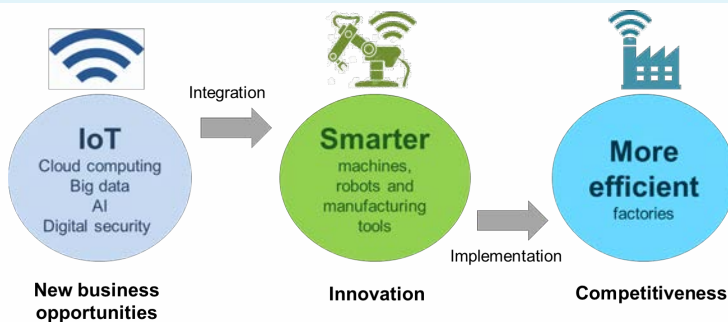 IoT
Cloud computing
Big data
AI
Digital security
New business
opportunities
Integration
Smarter
machines,
robots and
manufacturing
tools
Innovation
Implementation
More
efficient
factories
Competitiveness